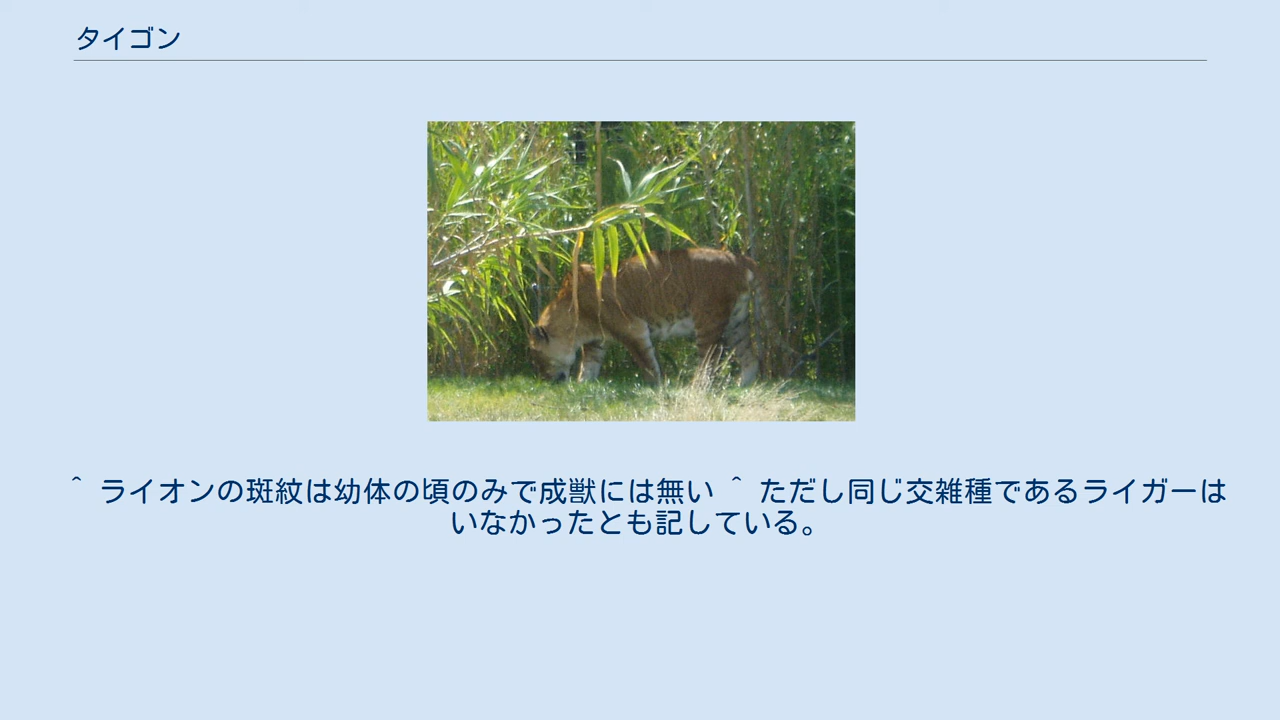 タイゴン
^ ライオンの斑紋は幼体の頃のみで成獣には無い ^ ただし同じ交雑種であるライガーは
いなかったとも記している。